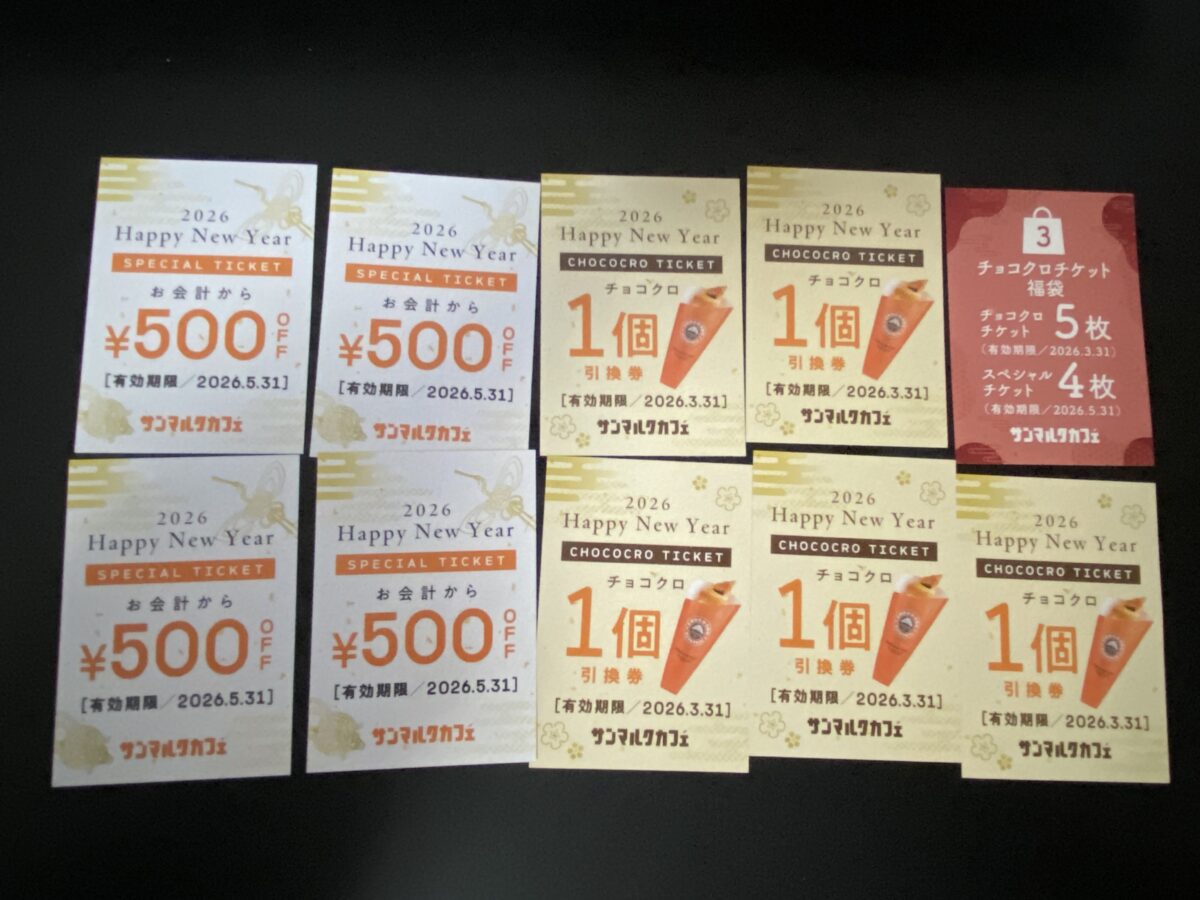 2026
Happy New Year
SPECIAL TICKET
お会計から
¥500 OFF
[有効期限／2026.5.31]
サンマルクカフェ
2026
Happy New Year
SPECIAL TICKET
お会計から
¥500 OFF
[有効期限／2026.5.31]
サンマルクカフェ
2026
Happy New Year
CHOCOCRO TICKET
チョコクロ
1個
引換券
[有効期限／2026.3.31]
サンマルクカフェ
2026
Happy New Year
CHOCOCRO TICKET
チョコクロ
1個
引換券
[有効期限／2026.3.31]
サンマルクカフェ
3
チョコクロチケット
福袋
チョコクロ
チケット 5枚
(有効期限／2026.3.31)
スペシャル
チケット 4枚
(有効期限／2026.5.31)
サンマルクカフェ
2026
Happy New Year
SPECIAL TICKET
お会計から
¥500 OFF
[有効期限／2026.5.31]
サンマルクカフェ
2026
Happy New Year
SPECIAL TICKET
お会計から
¥500 OFF
[有効期限／2026.5.31]
サンマルクカフェ
2026
Happy New Year
CHOCOCRO TICKET
チョコクロ
1個
引換券
[有効期限／2026.3.31]
サンマルクカフェ
2026
Happy New Year
CHOCOCRO TICKET
チョコクロ
1個
引換券
[有効期限／2026.3.31]
サンマルクカフェ
2026
Happy New Year
CHOCOCRO TICKET
チョコクロ
1個
引換券
[有効期限／2026.3.31]
サンマルクカフェ